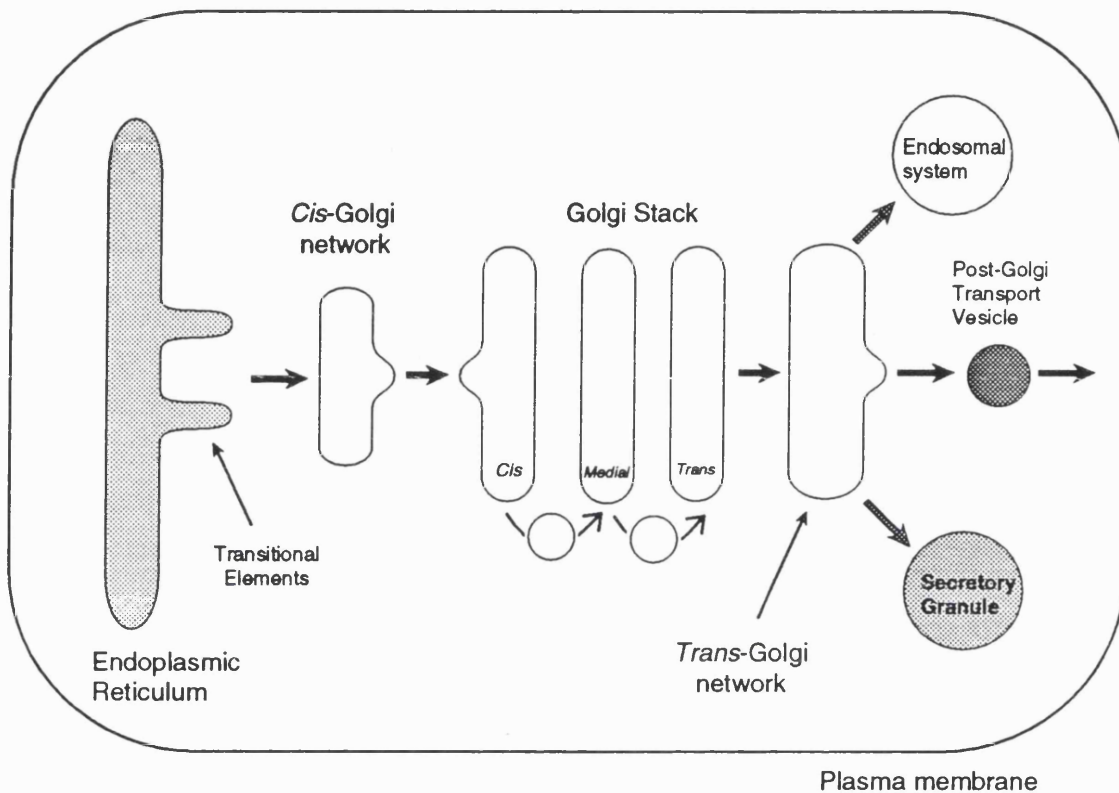 Endosomal
system
Cis-Golgi
network
Golgi Stack
Post-Golgi
Transport
Vesicle
Cis
Medial
Trans
Transitional
Elements
Secretory
Granule
Endoplasmic
Reticulum
Trans-Golgi
network
Plasma membrane